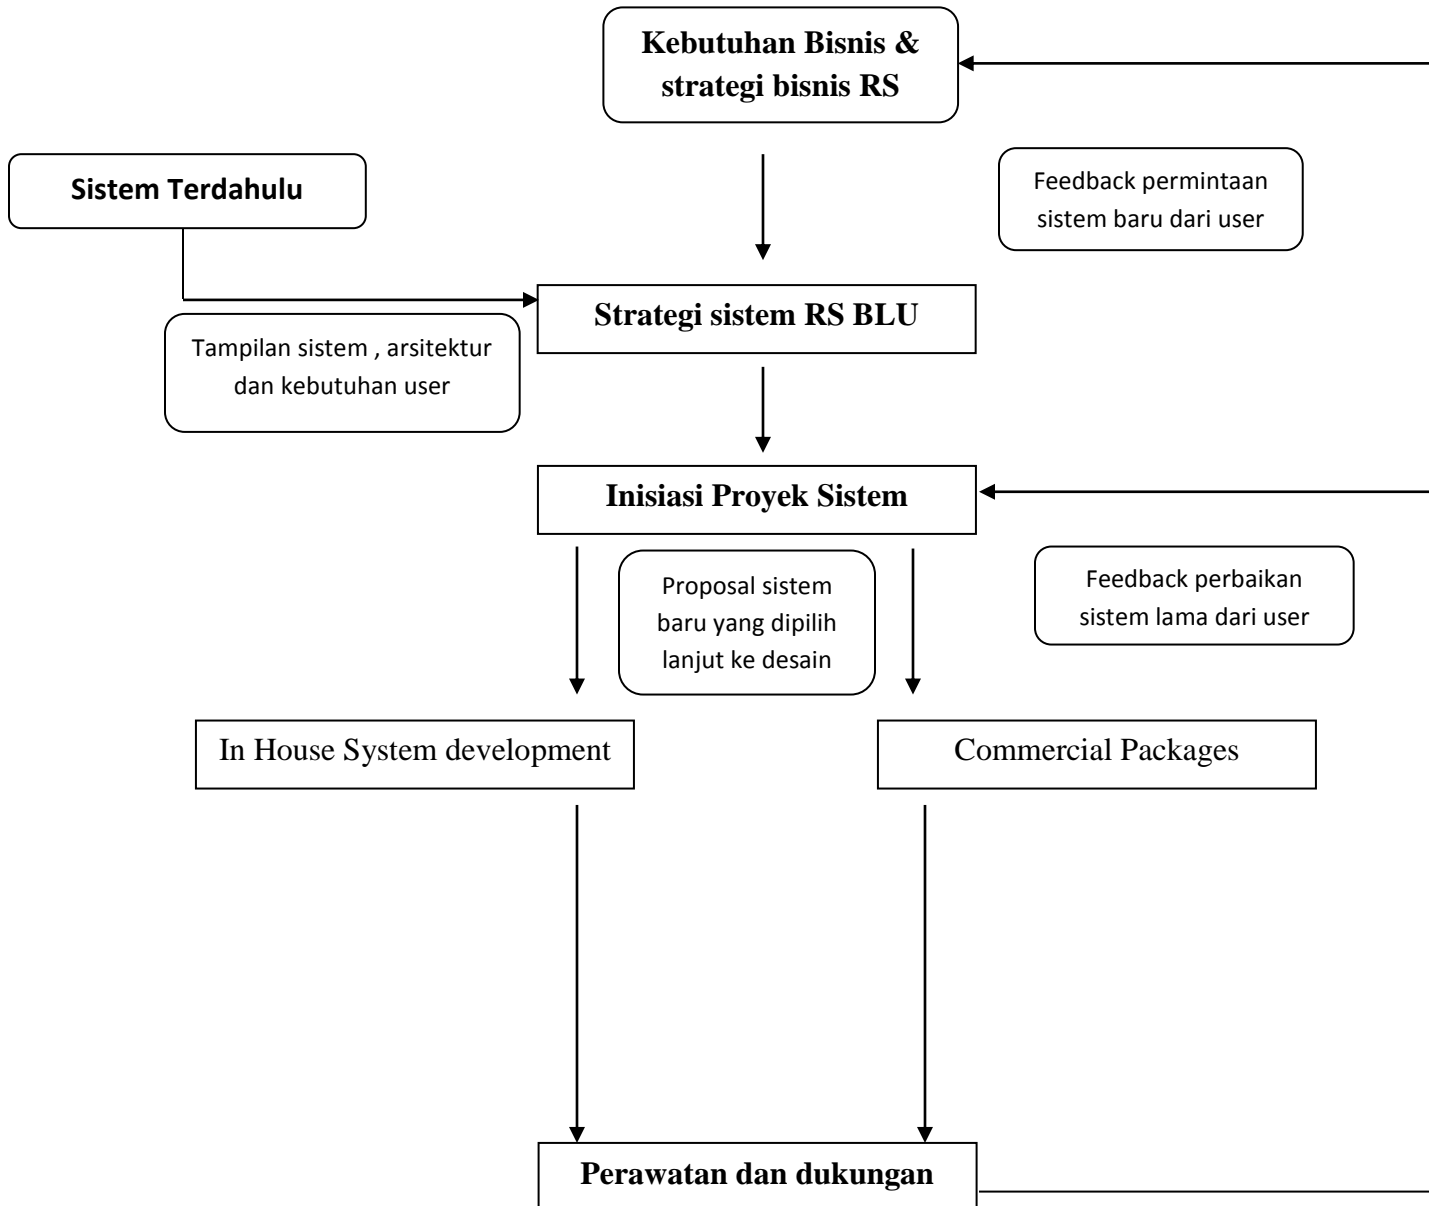 Kebutuhan Bisnis &
strategi bisnis RS
Sistem Terdahulu
Feedback permintaan
sistem baru dari user
Strategi sistem RS BLU
Tampilan sistem , arsitektur
dan kebutuhan user
Inisiasi Proyek Sistem
Proposal sistem
baru yang dipilih
lanjut ke desain
Feedback perbaikan
sistem lama dari user
In House System development
Commercial Packages
Perawatan dan dukungan